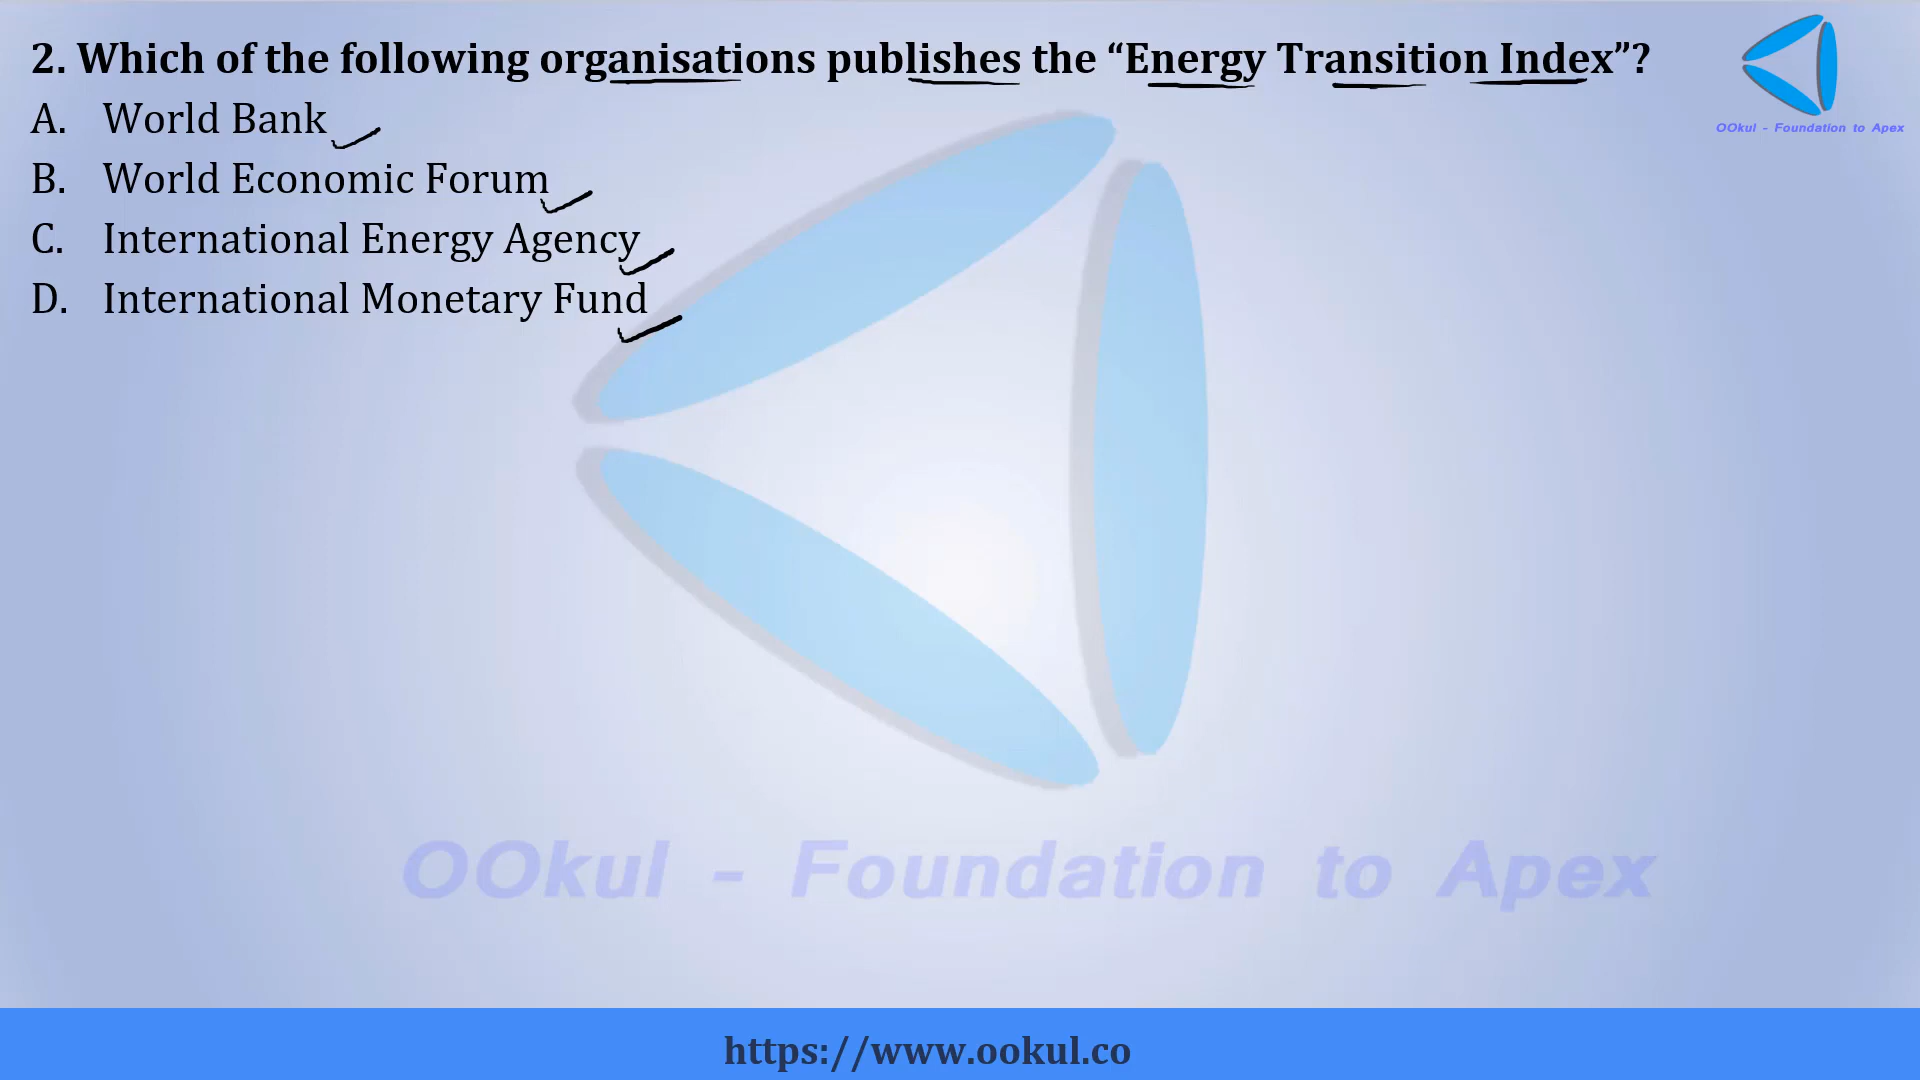 2. Which of the following organisations publishes the “Energy Transition Index”?
A. World Bank
B. World Economic Forum
C. International Energy Agency
D. International Monetary Fund
OOkul - Foundation to Apex
OOkul - Foundation to Apex
https://www.ookul.co